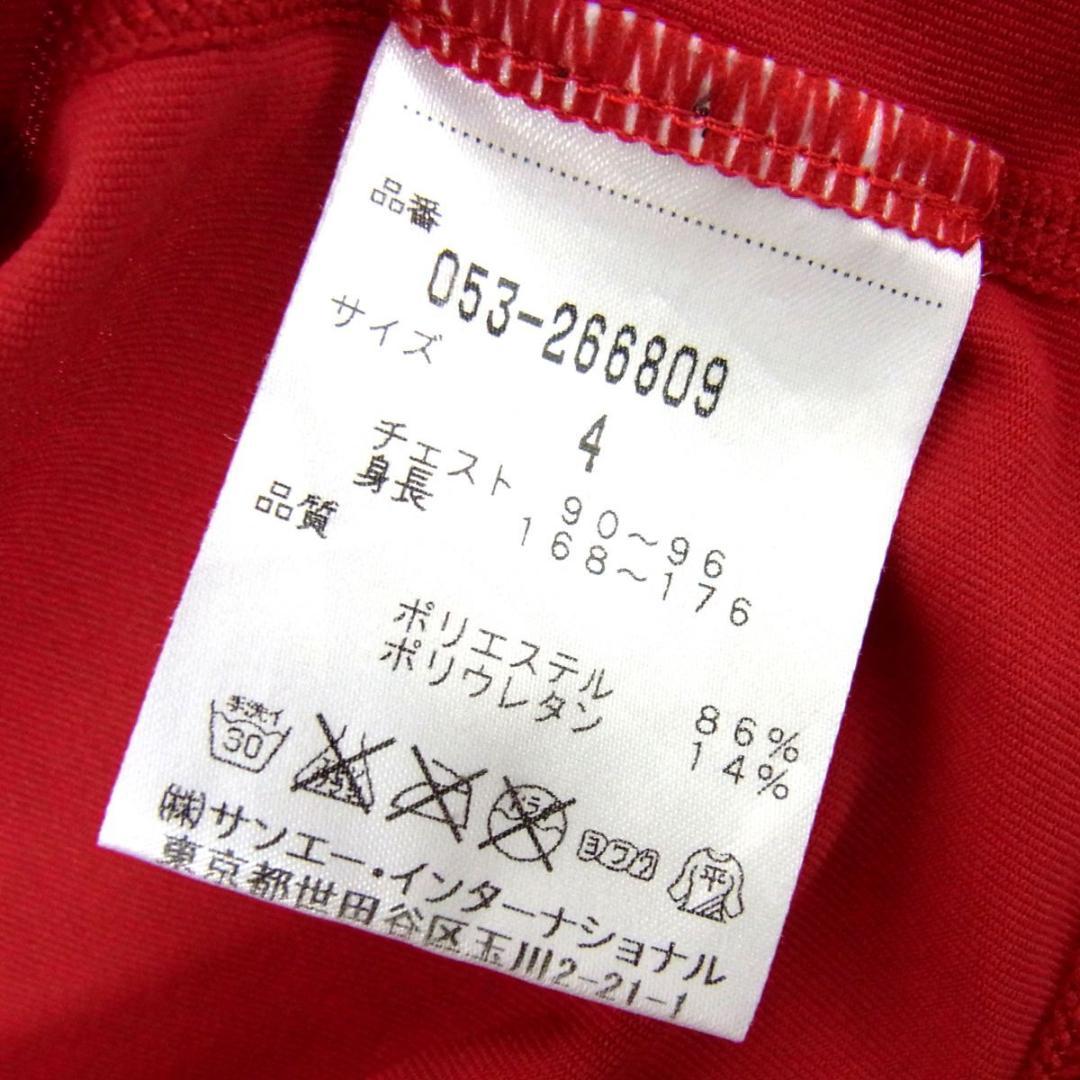 品番
053-266809
サイズ
4
チェスト 90~96
身長 168~176
品質
ポリエステル 86%
ポリウレタン 14%
手洗イ 30 ドライ ヨワク 平
㈱サンエー・インターナショナル
東京都世田谷区玉川2-21-1